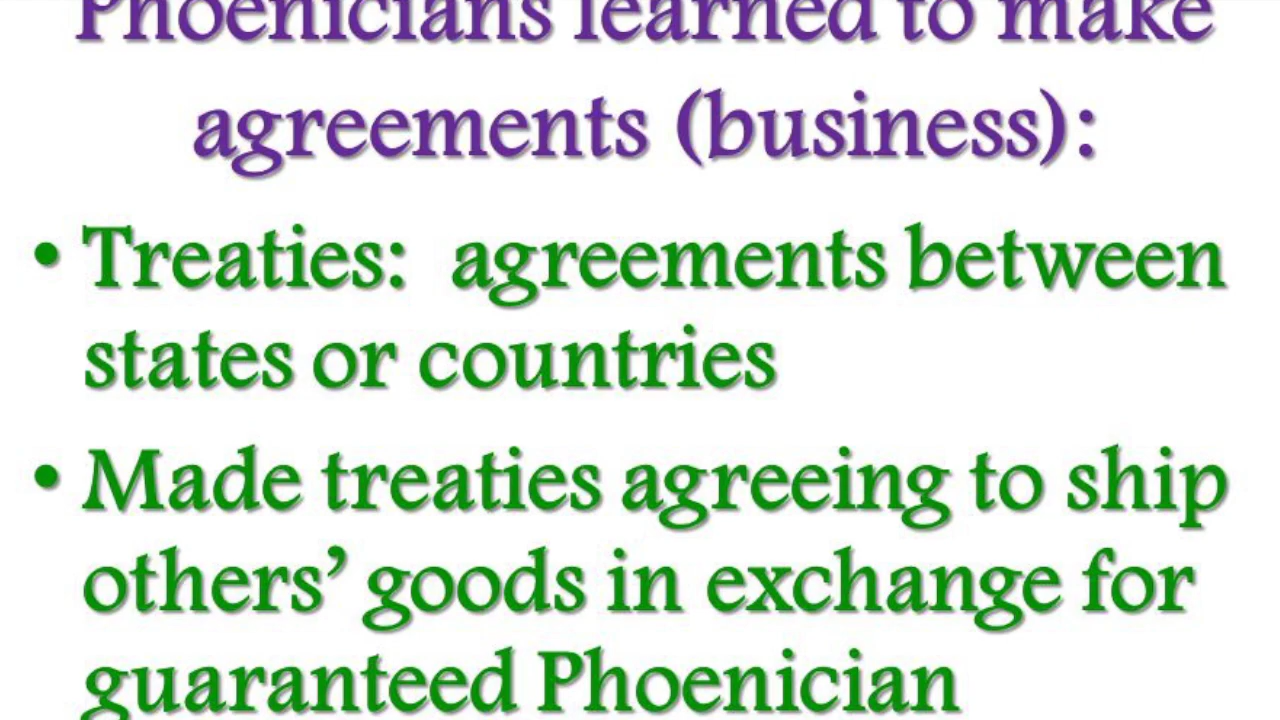 Phoenicians learned to make
agreements (business):
• Treaties: agreements between
states or countries
• Made treaties agreeing to ship
others’ goods in exchange for
guaranteed Phoenician